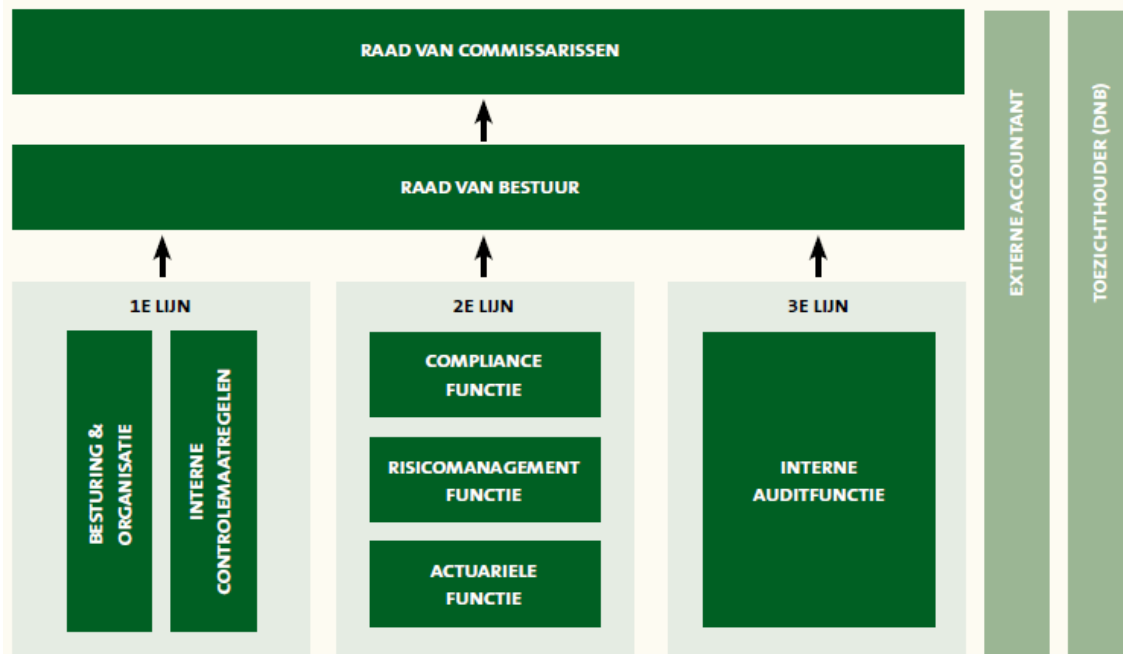 RAAD VAN COMMISSARISSEN
RAAD VAN BESTUUR
1E LIJN
BESTURING &
ORGANISATIE
INTERNE
CONTROLEMAATREGELEN
2E LIJN
COMPLIANCE
FUNCTIE
RISICOMANAGEMENT
FUNCTIE
ACTUARIELE
FUNCTIE
3E LIJN
INTERNE
AUDITFUNCTIE
EXTERNE ACCOUNTANT
TOEZICHTHOUDER (DNB)